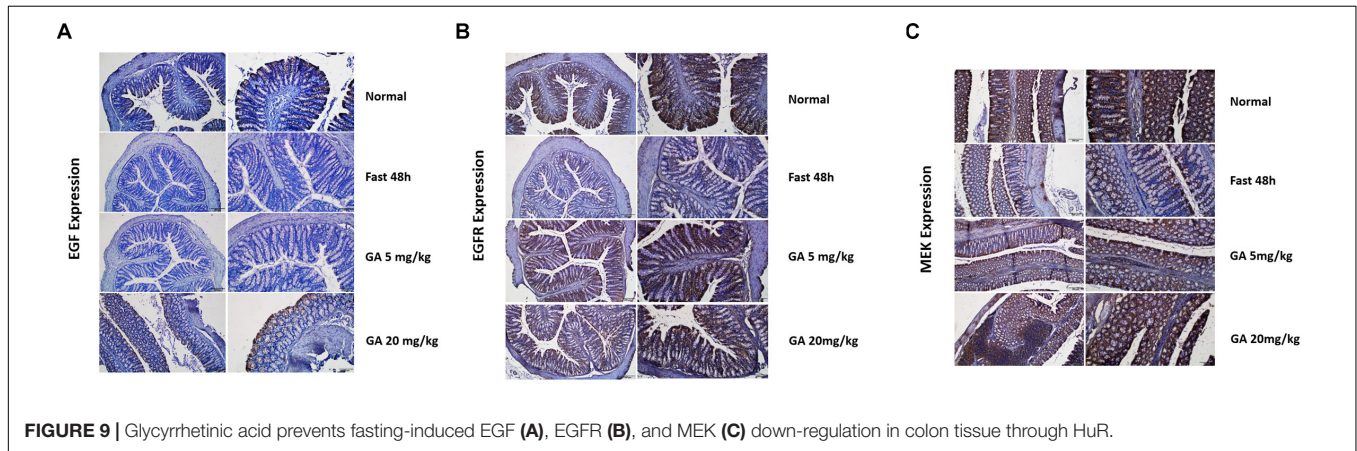 A
B
C
EGF Expression
Normal
Fast 48h
GA 5 mg/kg
GA 20 mg/kg
EGFR Expression
Normal
Fast 48h
GA 5 mg/kg
GA 20mg/kg
MEK Expression
Normal
Fast 48h
GA 5mg/kg
GA 20mg/kg
FIGURE 9 | Glycyrrhetinic acid prevents fasting-induced EGF (A), EGFR (B), and MEK (C) down-regulation in colon tissue through HuR.